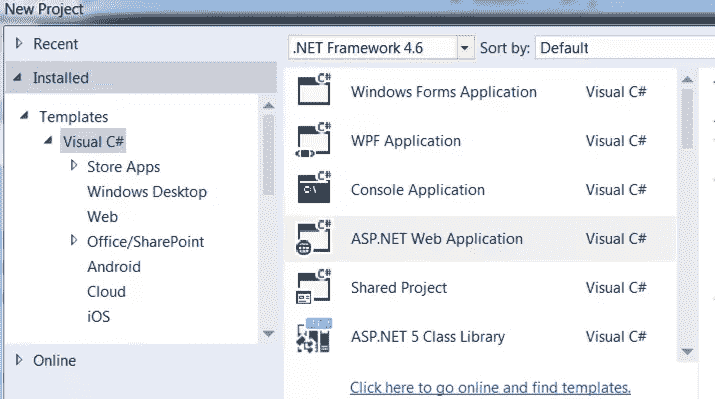 New Project
Recent
.NET Framework 4.6 Sort by: Default
Installed
Templates
Visual C#
Store Apps
Windows Desktop
Web
Office/SharePoint
Android
Cloud
iOS
Online
C# Windows Forms Application Visual C#
C# WPF Application Visual C#
C# C:\ Console Application Visual C#
C# ASP.NET Web Application Visual C#
C# Shared Project Visual C#
ASP.NET 5 Class Library Visual C#
Click here to go online and find templates.